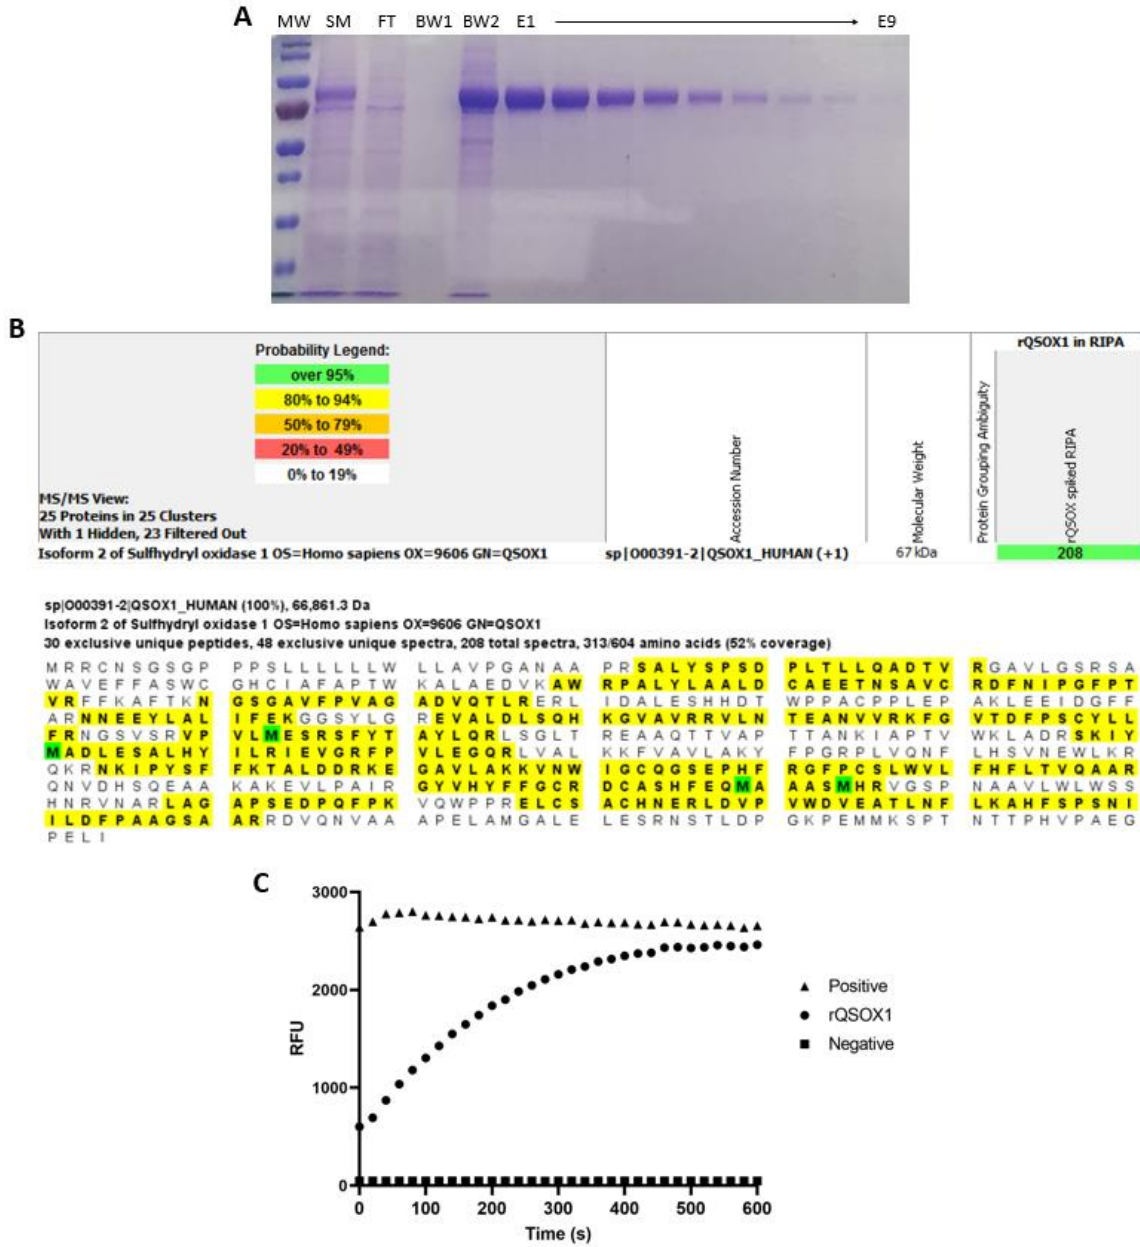 A
MW SM FT BW1 BW2 E1 E9
B
Probability Legend:
over 95%
80% to 94%
50% to 79%
20% to 49%
0% to 19%
MS/MS View:
25 Proteins in 25 Clusters
With 1 Hidden, 23 Filtered Out
Accession Number
Molecular Weight
Protein Grouping Ambiguity
rQSOX1 in RIPA
rQSOX spiked RIPA
Isoform 2 of Sulfhydryl oxidase 1 OS=Homo sapiens OX=9606 GN=QSOX1 sp|O00391-2|QSOX1_HUMAN (+1) 67 kDa 208
sp|O00391-2|QSOX1_HUMAN (100%), 66,861.3 Da
Isoform 2 of Sulfhydryl oxidase 1 OS=Homo sapiens OX=9606 GN=QSOX1
30 exclusive unique peptides, 48 exclusive unique spectra, 208 total spectra, 313/604 amino acids (52% coverage)
MRRCNSGSGP PPSLLLLLLW LLAVPGANAA PRSALYSPSD PLTLLQADTV RGAVLGSRSA
WAVEFFASWC GHCIAFAPTW KALAEDVKAW RPALYLAALD CAEETNSAVC RDFNIPGFPT
VRFFKAFTKN GSGAVFPVAG ADVQTLRERL IDALESHHDT WPPACPPLEP AKLEEIDGFF
ARNNEEYLAL IFEKGGSYLG REVALDLSQH KGVAVRRVLN TEANVVRKFG VTDFPSCYLL
FRNGSVSRVP VLMESRSFYT AYLQRLSGLT REAAQTTVAP TTANKIAPTV WKLADRSKIY
MADLESALHY ILRIEVGRFP VLEGQRLVAL KKFVAVLAKY FPGRPLVQNF LHSVNEWLKR
QKRNKIPYSF FKTALDDRKE GAVLAKKVNW IGCQGSEPHF RGFPCSLWVL FHFLTVQAAR
QNVDHSQEAA KAKEVLPAIR GYVHYFFGCR DCASHFEQMA AASMHRVGSP NAAVLWLWSS
HNRVNARLAG APSEDPQFPK VQWPPRELCS ACHNERLDVP VWDVEATLNF LKAHFSPSNI
ILDFPAAGSA ARRDVQNVAA APELAMGALE LESRNSTLDP GKPEMMKSPT NTTPHVPAEG
PELI
C
RFU
3000
2000
1000
0
0 100 200 300 400 500 600
Time (s)
Positive
rQSOX1
Negative